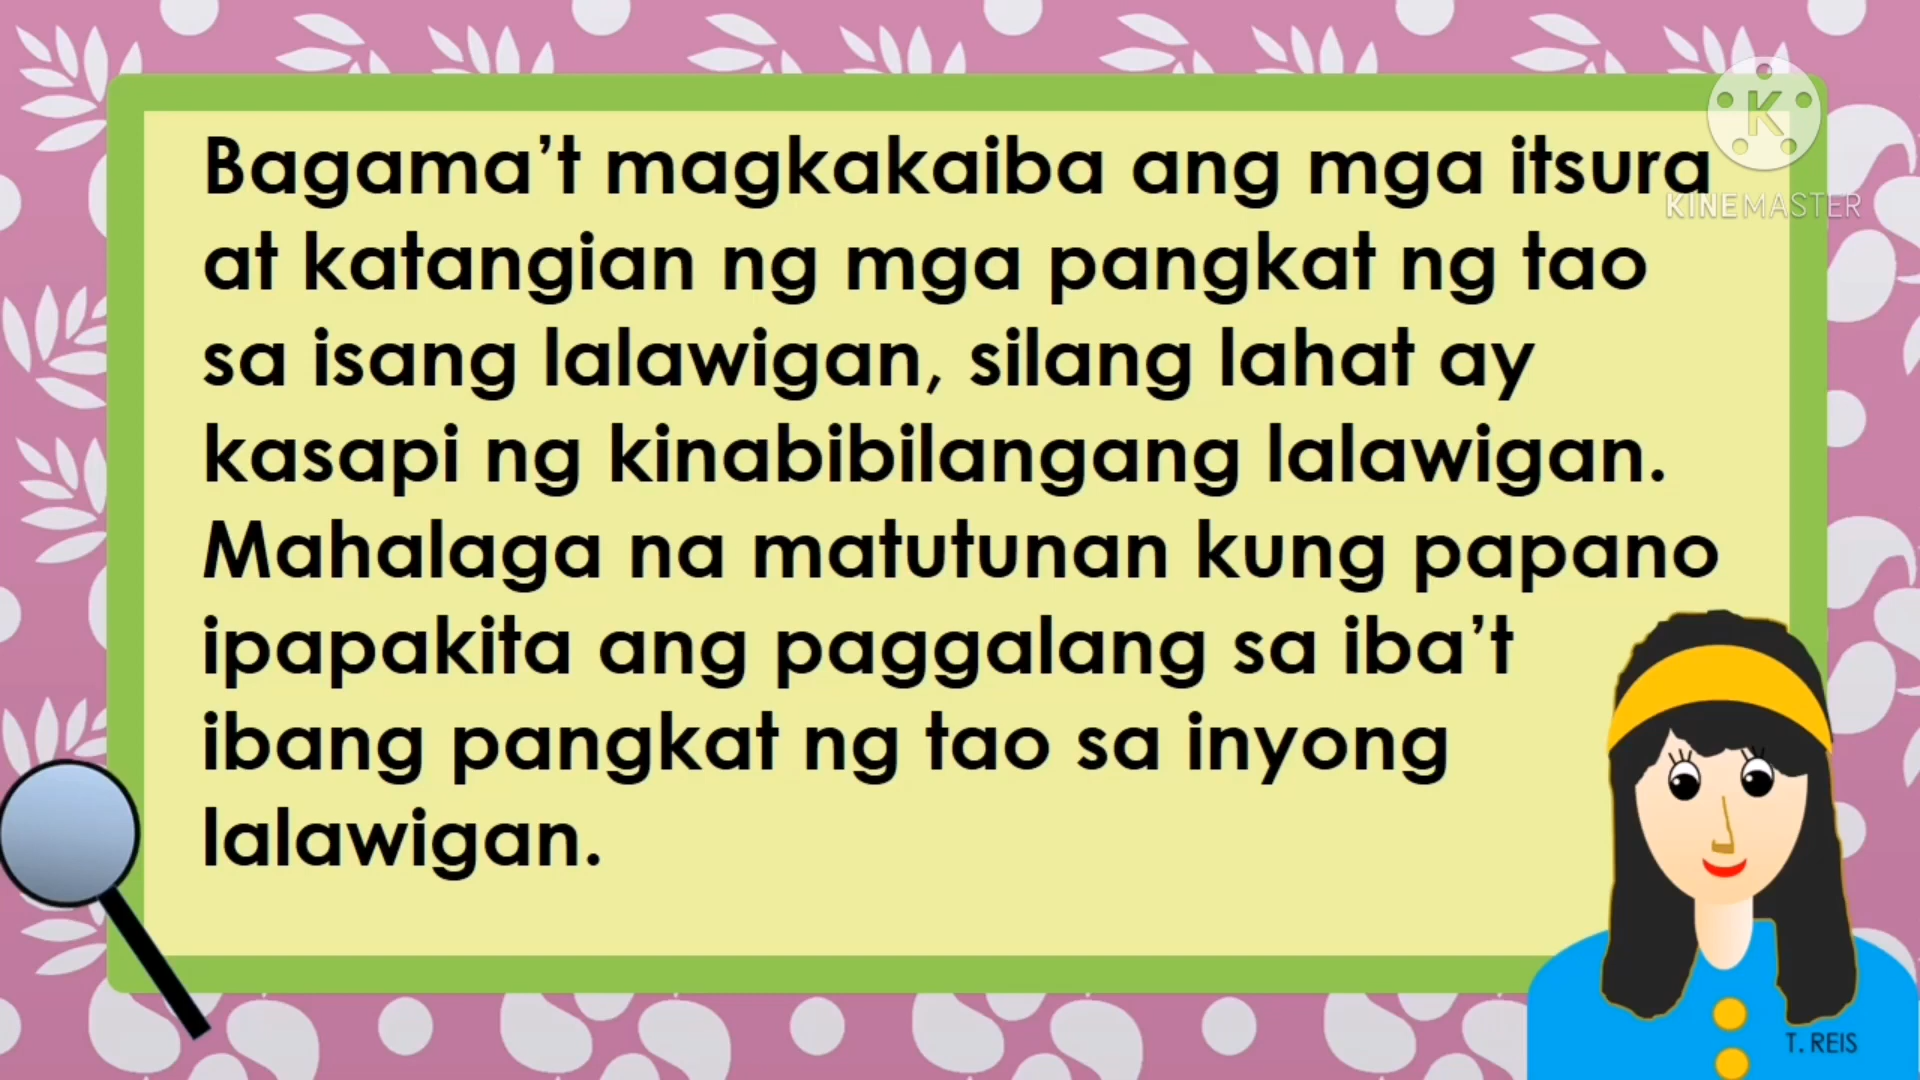 Bagama’t magkakaiba ang mga itsura
at katangian ng mga pangkat ng tao
sa isang lalawigan, silang lahat ay
kasapi ng kinabibilangang lalawigan.
Mahalaga na matutunan kung papano
ipapakita ang paggalang sa iba’t
ibang pangkat ng tao sa inyong
lalawigan.
K
KINEMASTER
T. REIS